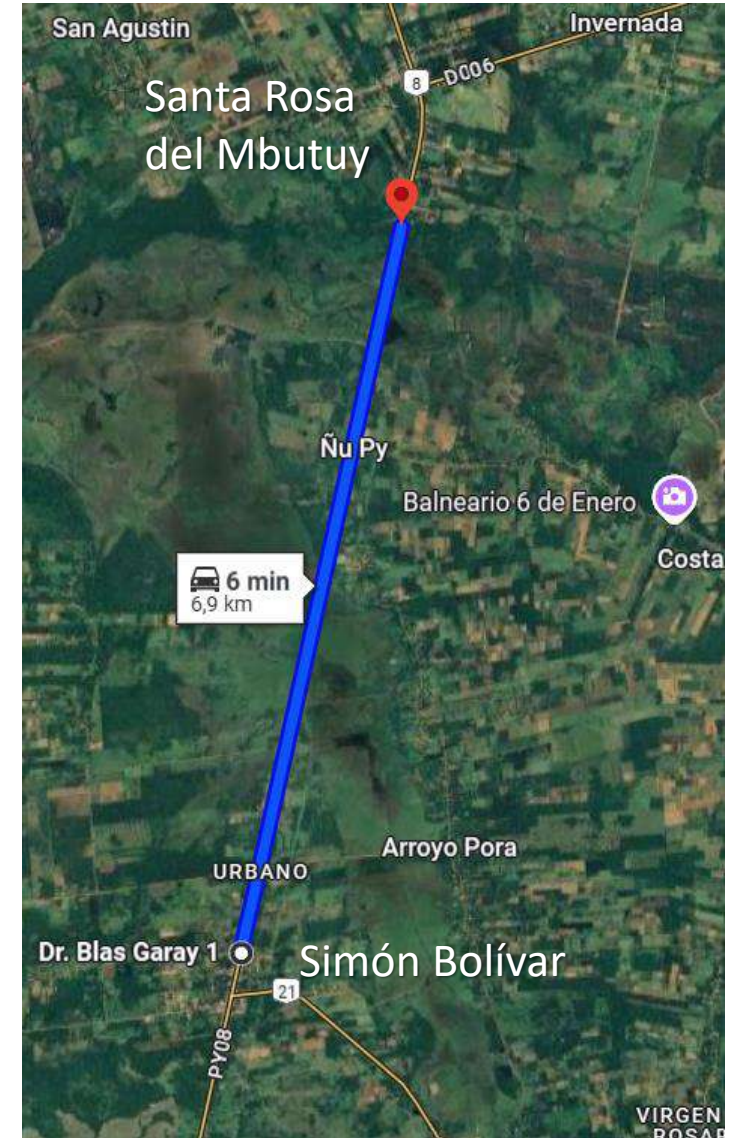 San Agustin
Invernada
8
D006
Santa Rosa
del Mbutuy
Ñu Py
Balneario 6 de Enero
Costa
6 min
6,9 km
Arroyo Pora
URBANO
Dr. Blas Garay 1
Simón Bolívar
21
PY08
VIRGEN
ROSAR